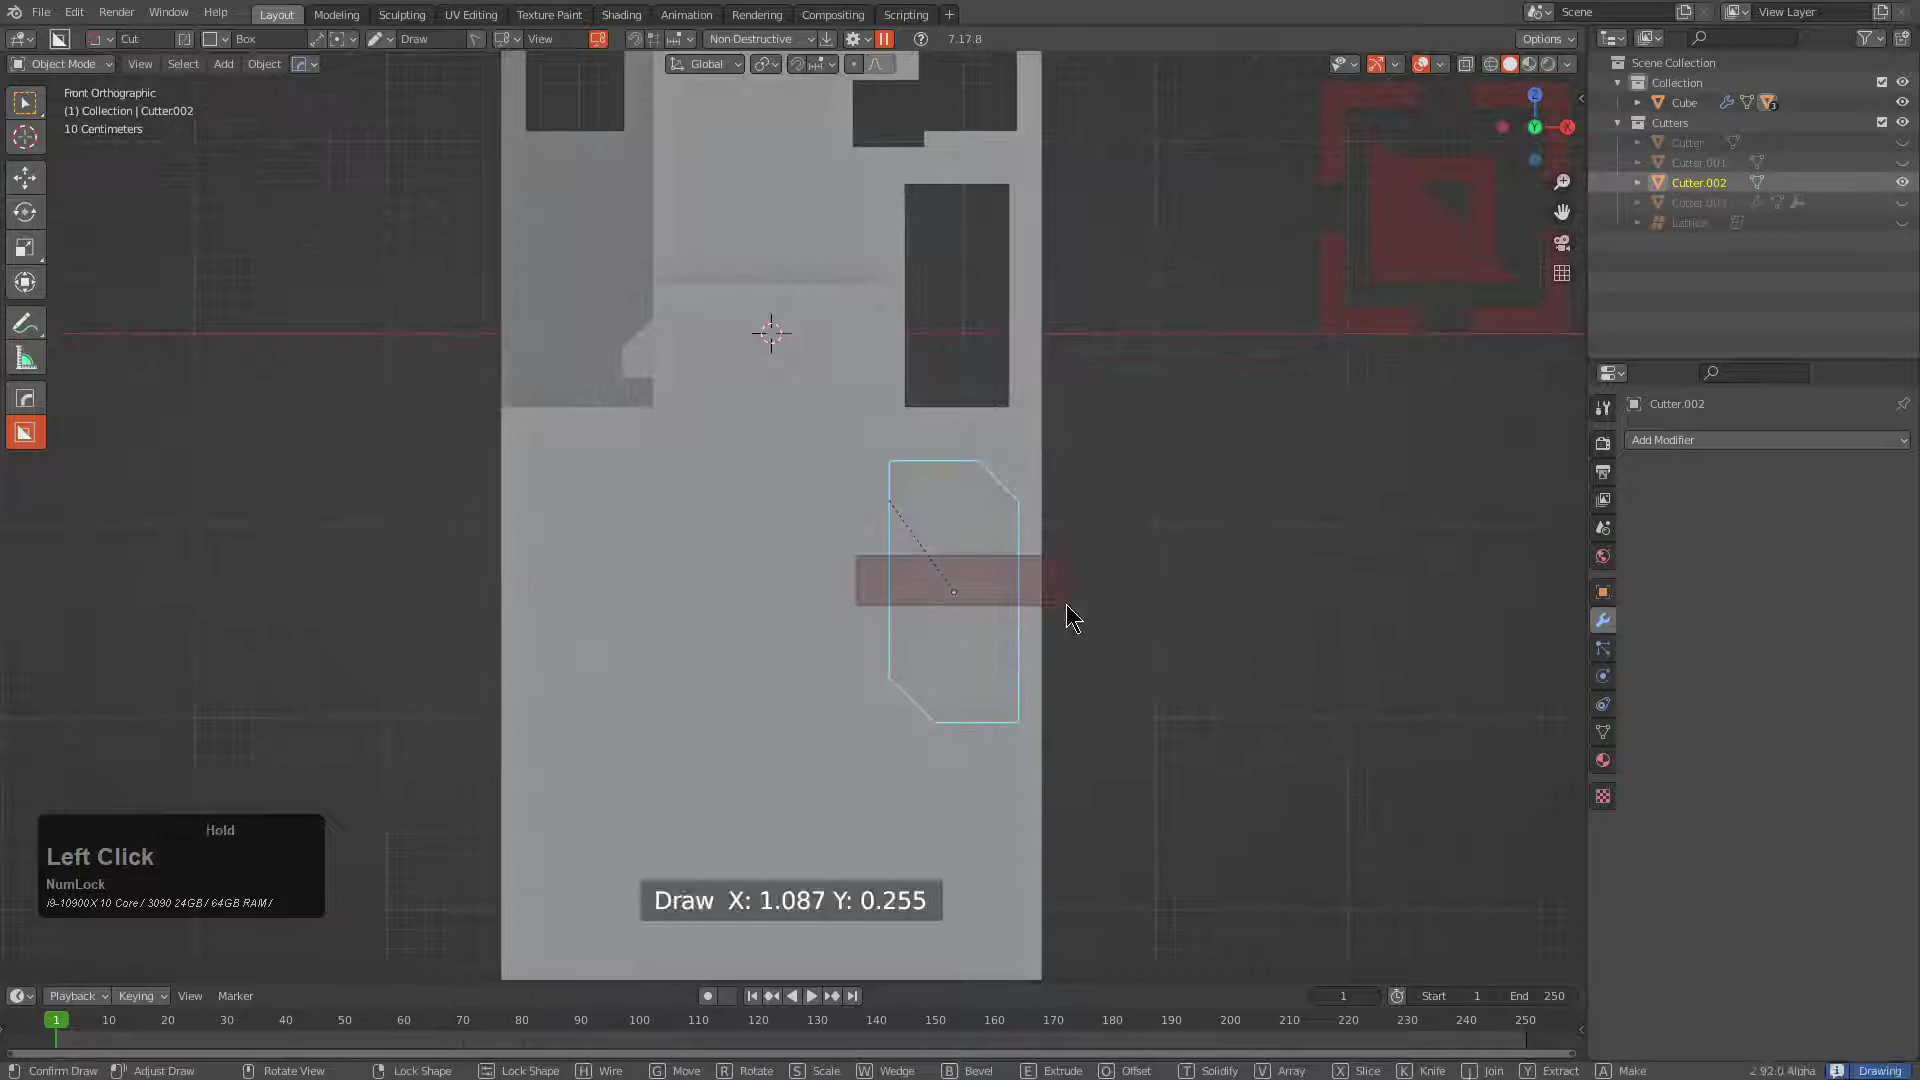 File Edit Render Window Help Layout Modeling Sculpting UV Editing Texture Paint Shading Animation Rendering Compositing Scripting + Scene View Layer
Cut Box Draw View Non-Destructive 7.17.8 Options
Object Mode View Select Add Object Global
Front Orthographic
(1) Collection | Cutter.002
10 Centimeters
Z
Y
X
Scene Collection
Collection
Cube 3
Cutters
Cutter
Cutter.001
Cutter.002
Cutter.003
Lattice
Cutter.002
Add Modifier
Hold
Left Click
NumLock
i9-10900X 10 Core / 3090 24GB / 64GB RAM /
Draw X: 1.087 Y: 0.255
Playback Keying View Marker 1 Start 1 End 250
1 10 20 30 40 50 60 70 80 90 100 110 120 130 140 150 160 170 180 190 200 210 220 230 240 250
Confirm Draw Adjust Draw Rotate View Lock Shape Lock Shape H Wire G Move R Rotate S Scale W Wedge B Bevel E Extrude O Offset T Solidify V Array X Slice K Knife J Join Y Extract A Make 2.92.0 Alpha Drawing